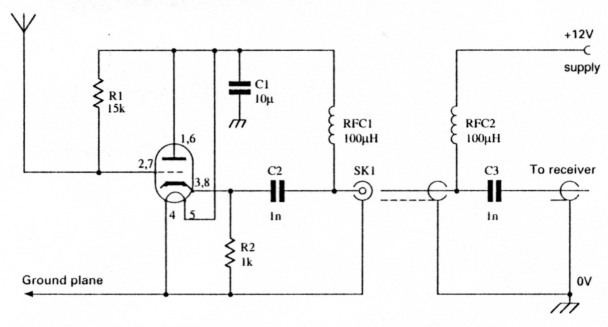 +12V
supply
R1
15k
C1
10μ
RFC1
100μH
RFC2
100μH
1,6
2,7
3,8
4
5
C2
1n
SK1
C3
1n
To receiver
R2
1k
Ground plane
0V